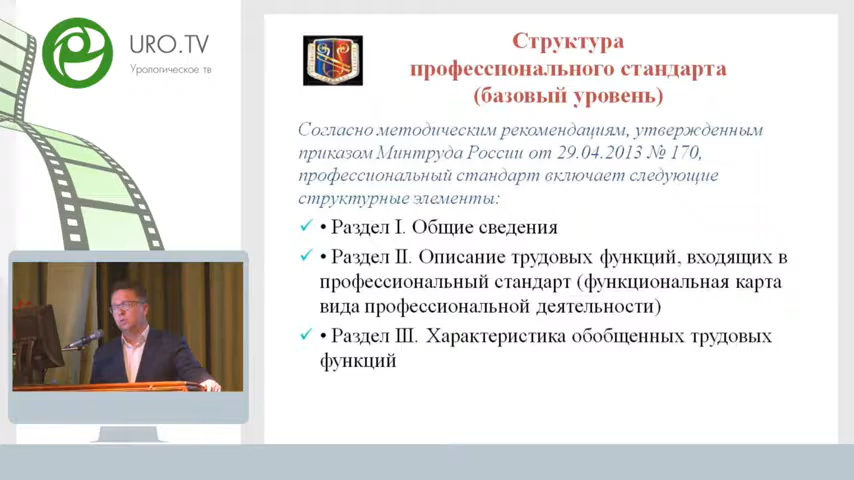 URO.TV
Урологическое тв
Структура
профессионального стандарта
(базовый уровень)
Согласно методическим рекомендациям, утвержденным
приказом Минтруда России от 29.04.2013 № 170,
профессиональный стандарт включает следующие
структурные элементы:
✓ • Раздел I. Общие сведения
✓ • Раздел II. Описание трудовых функций, входящих в
профессиональный стандарт (функциональная карта
вида профессиональной деятельности)
✓ • Раздел III. Характеристика обобщенных трудовых
функций